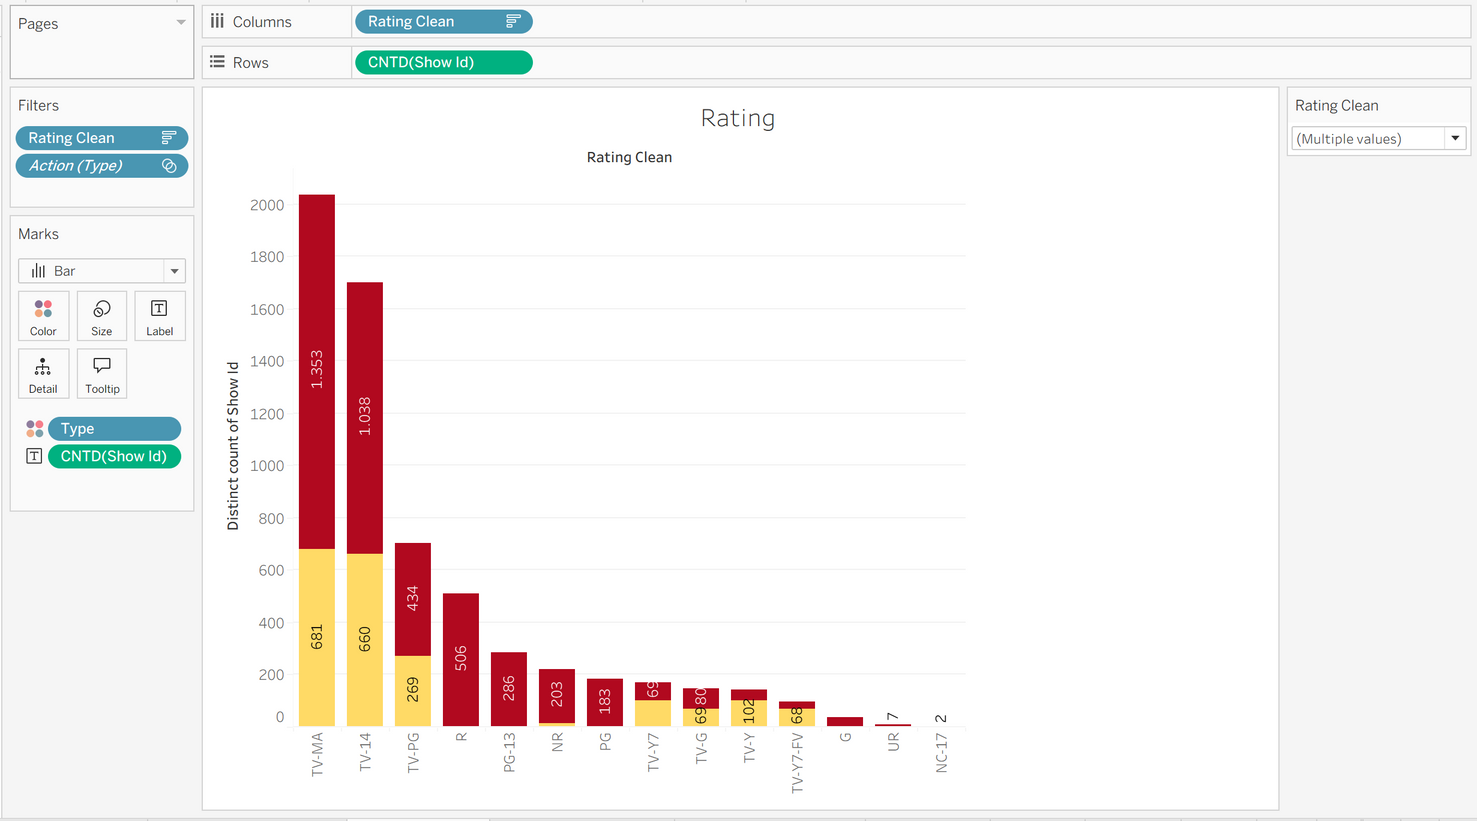 Pages
Columns
Rating Clean
Rows
CNTD(Show Id)
Filters
Rating Clean
Action (Type)
Marks
Bar
Color
Size
Label
Detail
Tooltip
Type
CNTD(Show Id)
Rating
Rating Clean
Distinct count of Show Id
2000
1800
1600
1400
1200
1000
800
600
400
200
0
1.353
681
1.038
660
434
269
506
286
203
183
69
80
69
102
68
7
2
TV-MA
TV-14
TV-PG
R
PG-13
NR
PG
TV-Y7
TV-G
TV-Y
TV-Y7-FV
G
UR
NC-17
Rating Clean
(Multiple values)